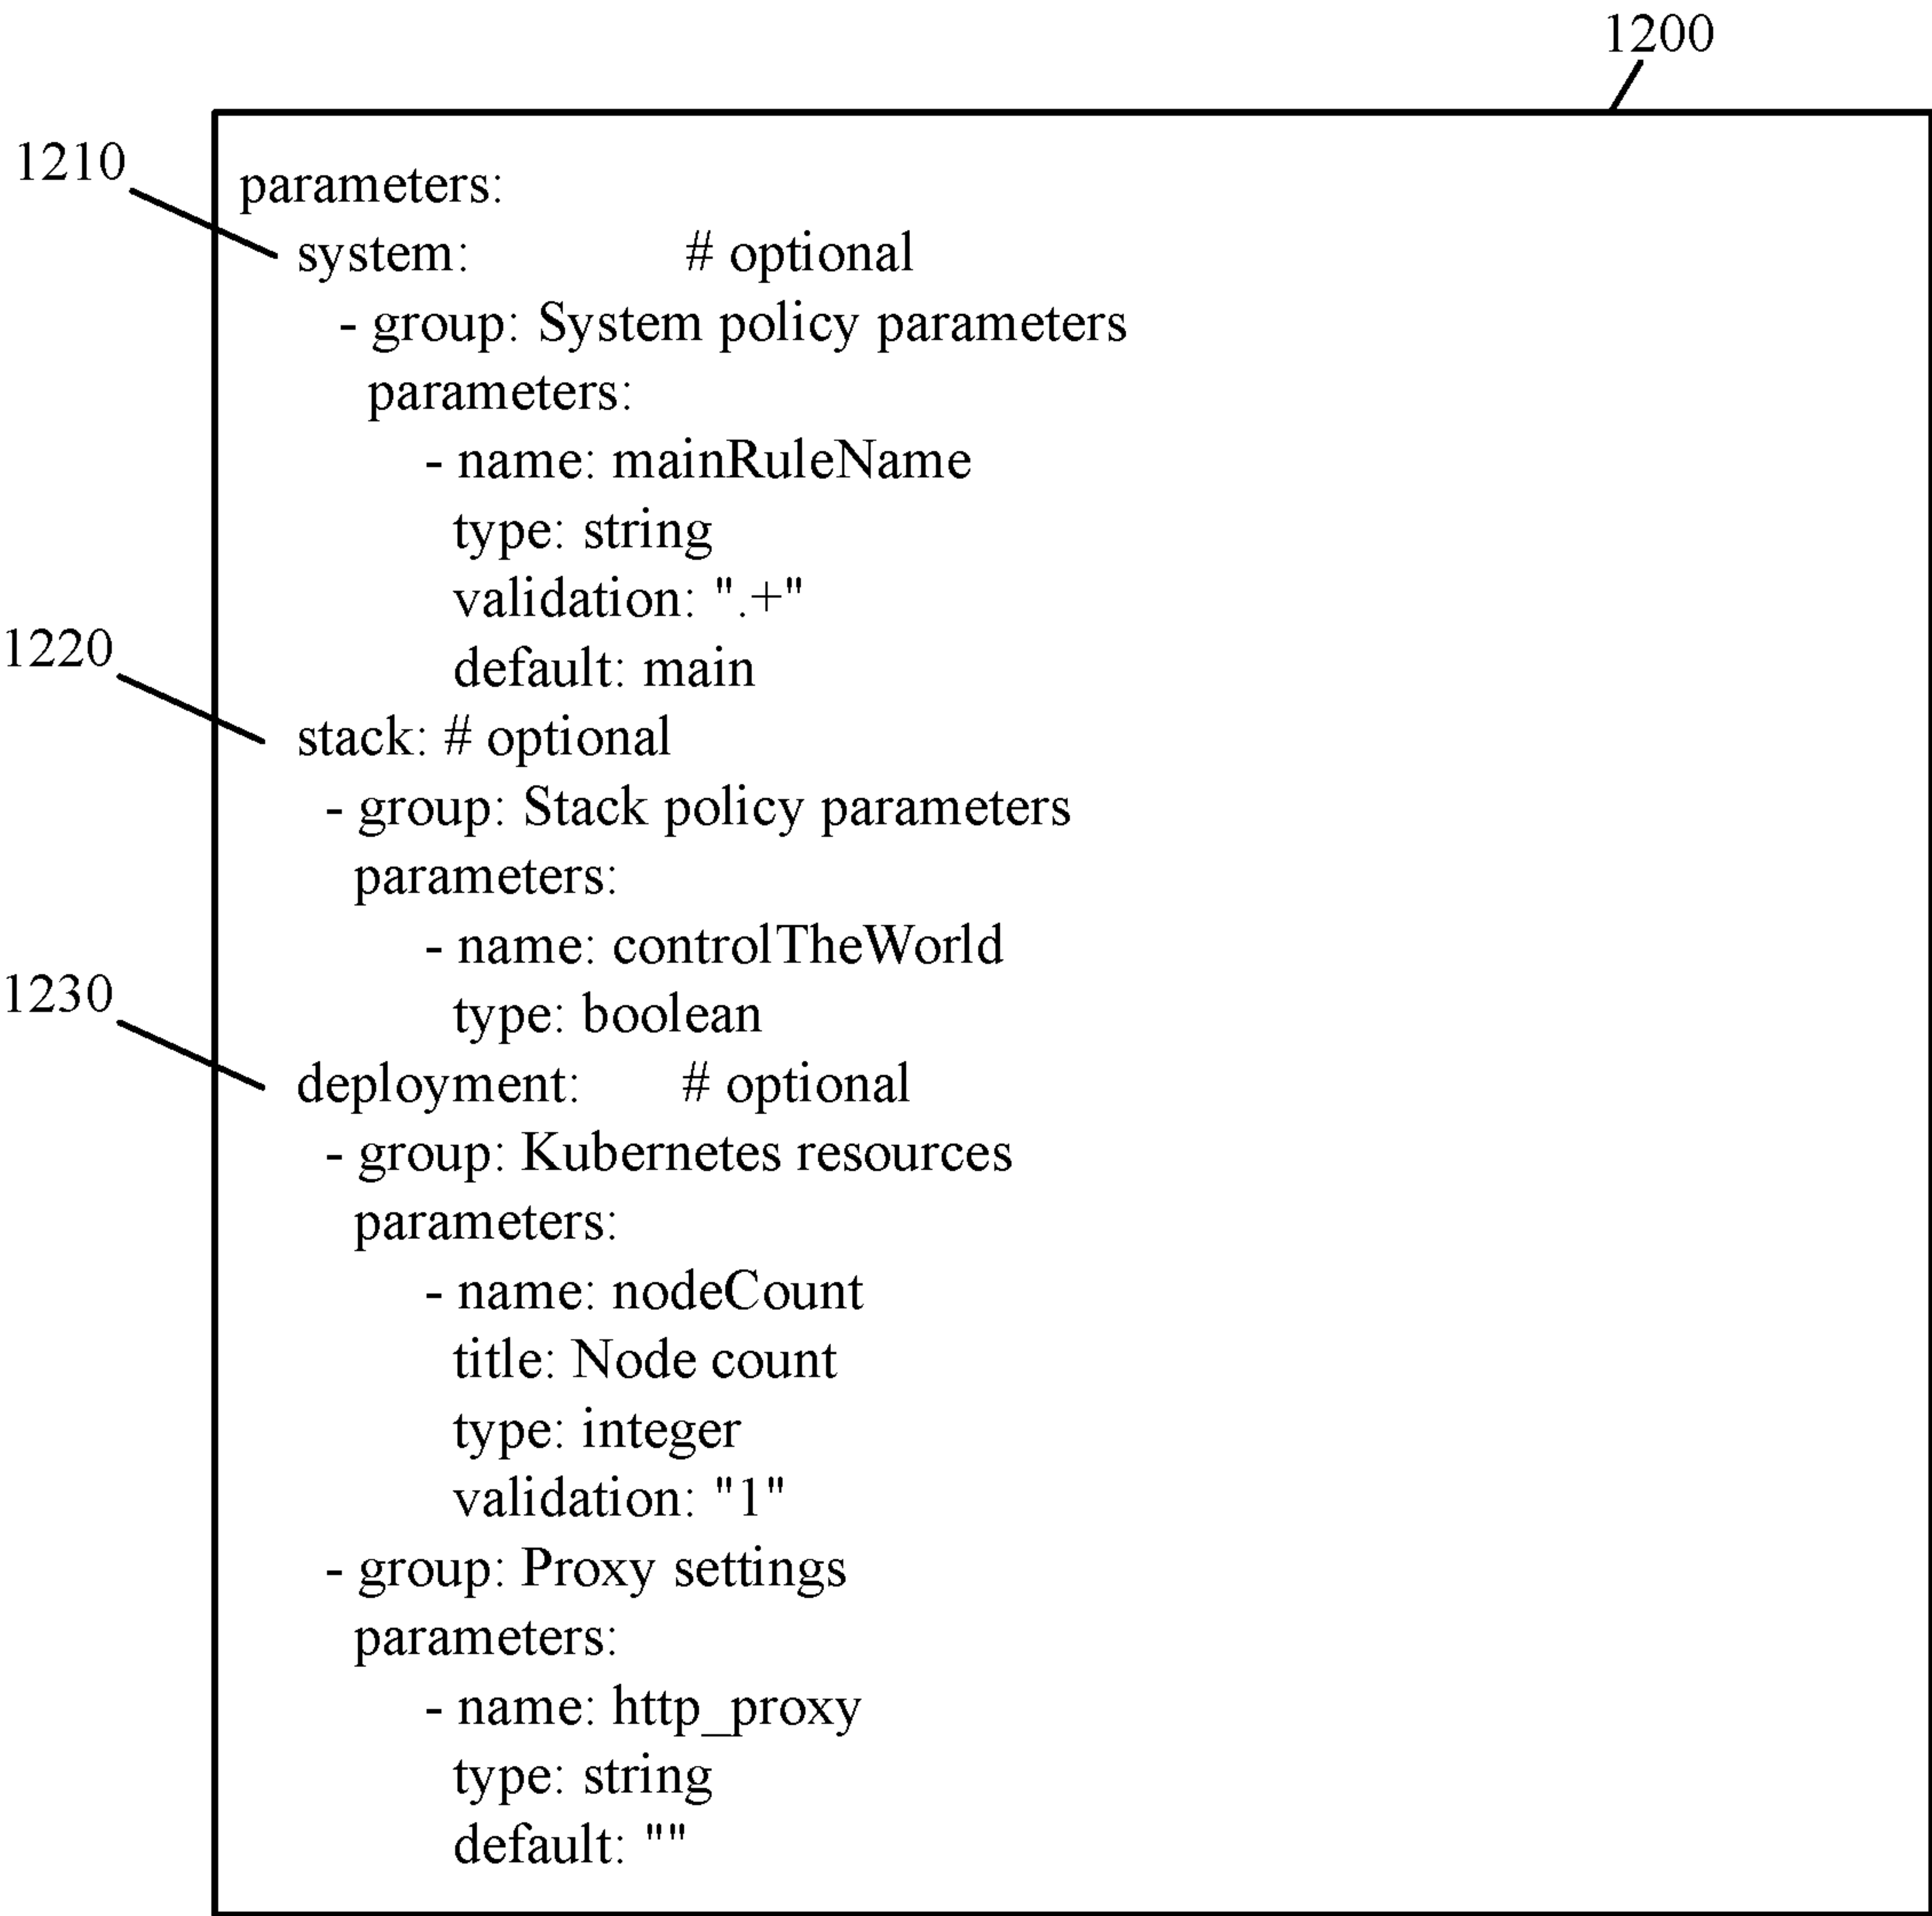 1200
1210
parameters:
system: # optional
- group: System policy parameters
parameters:
- name: mainRuleName
type: string
validation: ".+"
default: main
1220
stack: # optional
- group: Stack policy parameters
parameters:
- name: controlTheWorld
type: boolean
1230
deployment: # optional
- group: Kubernetes resources
parameters:
- name: nodeCount
title: Node count
type: integer
validation: "1"
- group: Proxy settings
parameters:
- name: http_proxy
type: string
default: ""